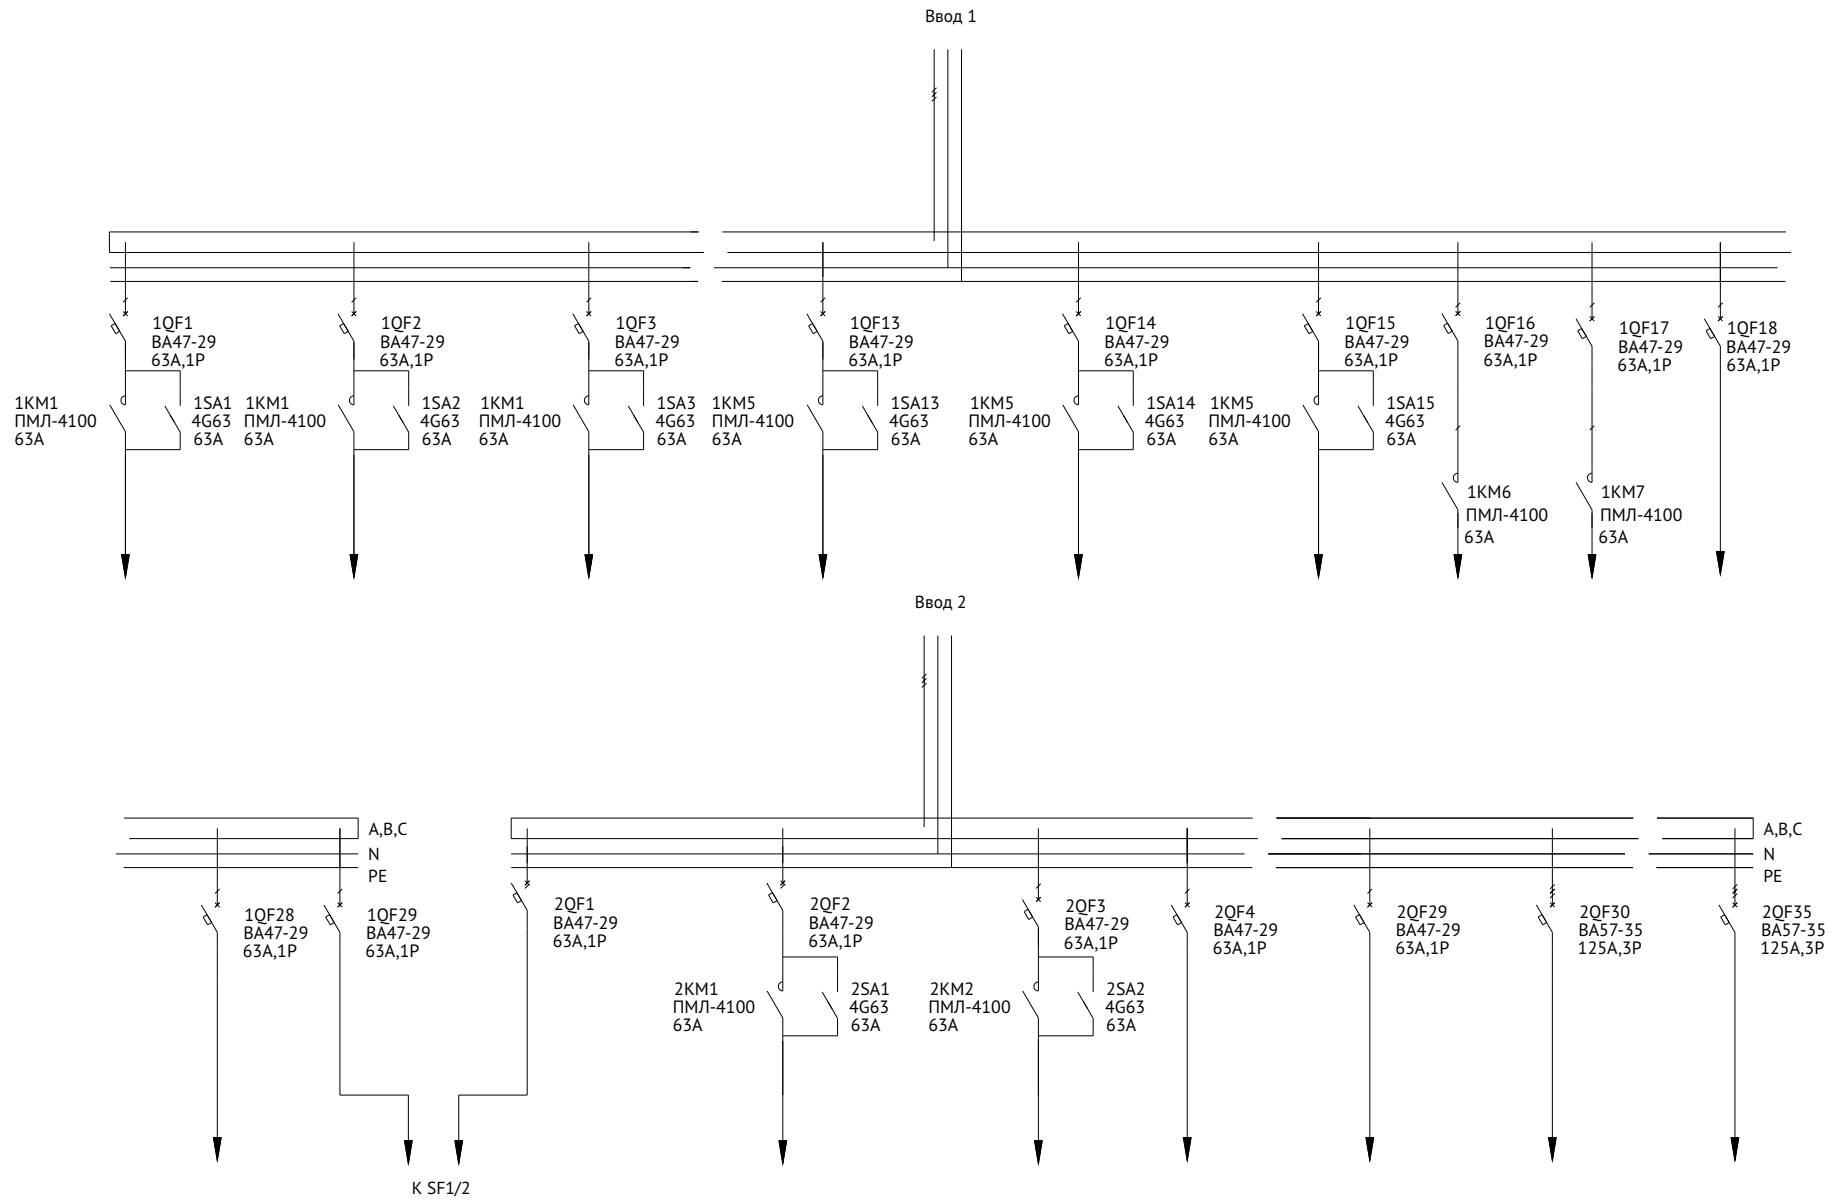 Ввод 1
1QF1
ВА47-29
63А,1Р
1QF2
ВА47-29
63А,1Р
1QF3
ВА47-29
63А,1Р
1QF13
ВА47-29
63А,1Р
1QF14
ВА47-29
63А,1Р
1QF15
ВА47-29
63А,1Р
1QF16
ВА47-29
63А,1Р
1QF17
ВА47-29
63А,1Р
1QF18
ВА47-29
63А,1Р
1КМ1
ПМЛ-4100
63А
1SA1
4G63
63А
1КМ1
ПМЛ-4100
63А
1SA2
4G63
63А
1КМ1
ПМЛ-4100
63А
1SA3
4G63
63А
1КМ5
ПМЛ-4100
63А
1SA13
4G63
63А
1КМ5
ПМЛ-4100
63А
1SA14
4G63
63А
1КМ5
ПМЛ-4100
63А
1SA15
4G63
63А
1КМ6
ПМЛ-4100
63А
1КМ7
ПМЛ-4100
63А
Ввод 2
А,В,С
N
PE
А,В,С
N
PE
1QF28
ВА47-29
63А,1Р
1QF29
ВА47-29
63А,1Р
2QF1
ВА47-29
63А,1Р
2QF2
ВА47-29
63А,1Р
2QF3
ВА47-29
63А,1Р
2QF4
ВА47-29
63А,1Р
2QF29
ВА47-29
63А,1Р
2QF30
ВА57-35
125А,3Р
2QF35
ВА57-35
125А,3Р
2КМ1
ПМЛ-4100
63А
2SA1
4G63
63А
2КМ2
ПМЛ-4100
63А
2SA2
4G63
63А
К SF1/2